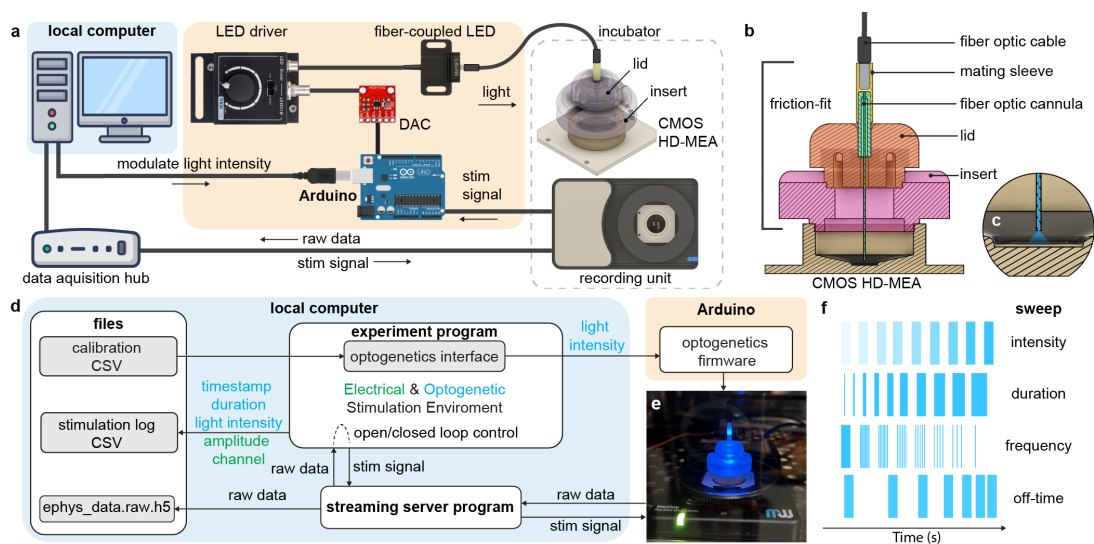 a
local computer
LED driver
fiber-coupled LED
incubator
lid
insert
light
DAC
CMOS
HD-MEA
modulate light intensity
Arduino
UNO
stim
signal
raw data
stim signal
data aquisition hub
recording unit
b
fiber optic cable
mating sleeve
fiber optic cannula
friction-fit
lid
insert
c
CMOS HD-MEA
d
local computer
files
calibration
CSV
stimulation log
CSV
ephys_data.raw.h5
timestamp
duration
light intensity
amplitude
channel
raw data
experiment program
optogenetics interface
Electrical & Optogenetic
Stimulation Enviroment
open/closed loop control
raw data
stim signal
streaming server program
light
intensity
Arduino
optogenetics
firmware
e
raw data
stim signal
f
sweep
intensity
duration
frequency
off-time
Time (s)